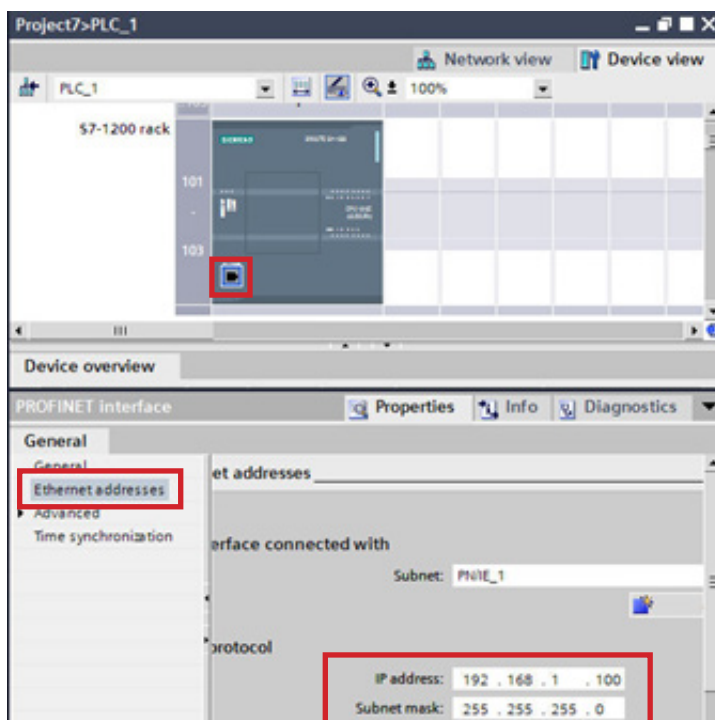 Project7>PLC_1
Network view
Device view
PLC_1
100%
S7-1200 rack
SIEMENS
101
103
Device overview
PROFINET interface
Properties
Info
Diagnostics
General
General
Ethernet addresses
et addresses
Advanced
Time synchronization
erface connected with
Subnet: PN/IE_1
protocol
IP address: 192 . 168 . 1 . 100
Subnet mask: 255 . 255 . 255 . 0